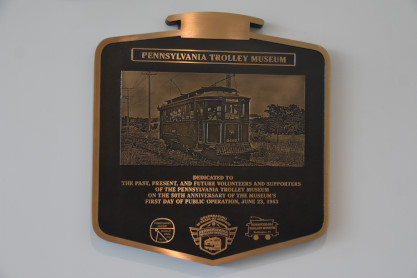 PENNSYLVANIA TROLLEY MUSEUM
DEDICATED TO
THE PAST, PRESENT, AND FUTURE VOLUNTEERS AND SUPPORTERS
OF THE PENNSYLVANIA TROLLEY MUSEUM
ON THE 50TH ANNIVERSARY OF THE MUSEUM'S
FIRST DAY OF PUBLIC OPERATION, JUNE 23, 1963